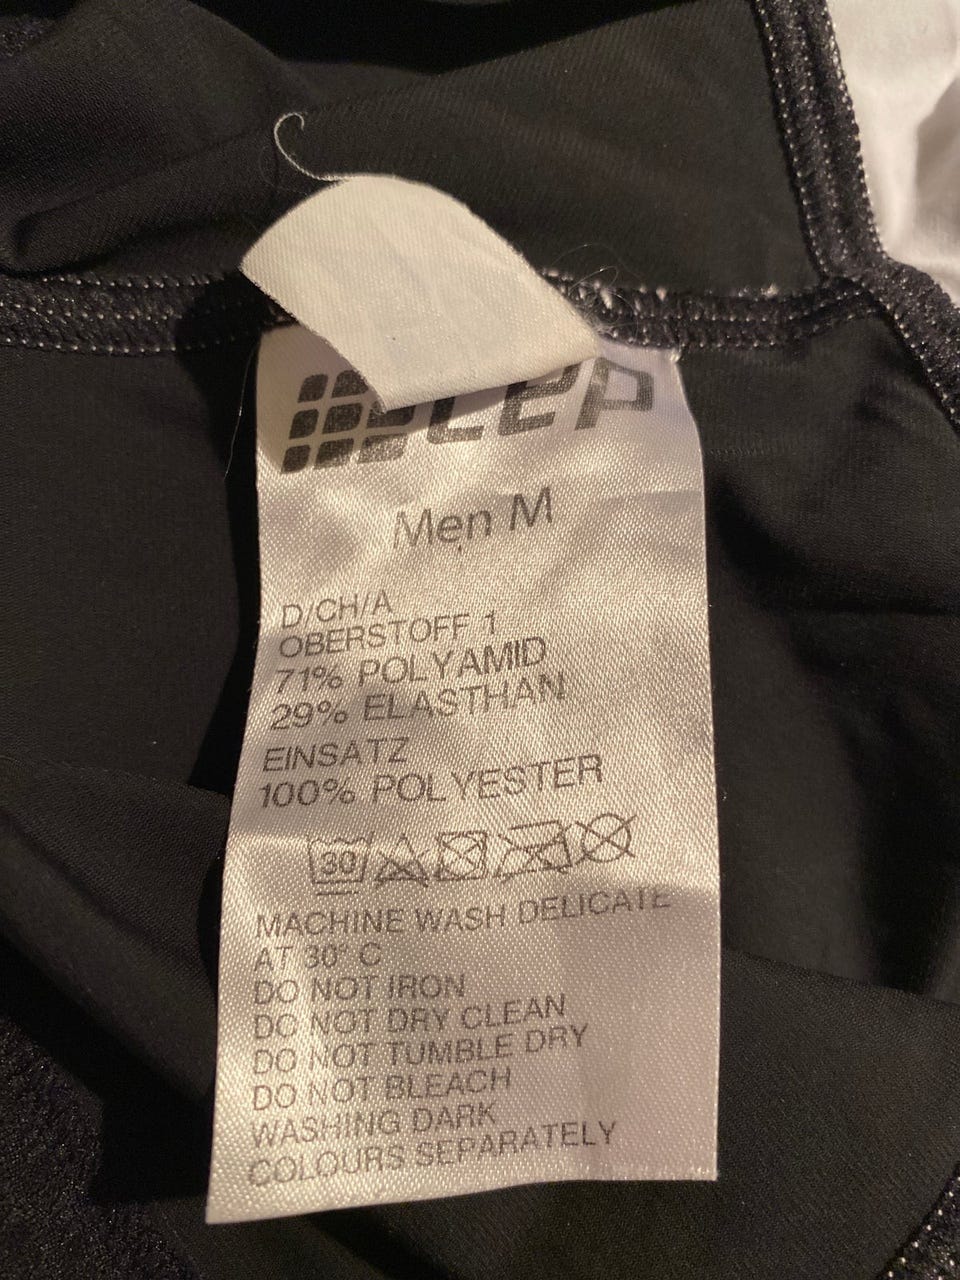 cep
Men M
D/CH/A
OBERSTOFF 1
71% POLYAMID
29% ELASTHAN
EINSATZ
100% POLYESTER
30
MACHINE WASH DELICATE
AT 30° C
DO NOT IRON
DO NOT DRY CLEAN
DO NOT TUMBLE DRY
DO NOT BLEACH
WASHING DARK
COLOURS SEPARATELY